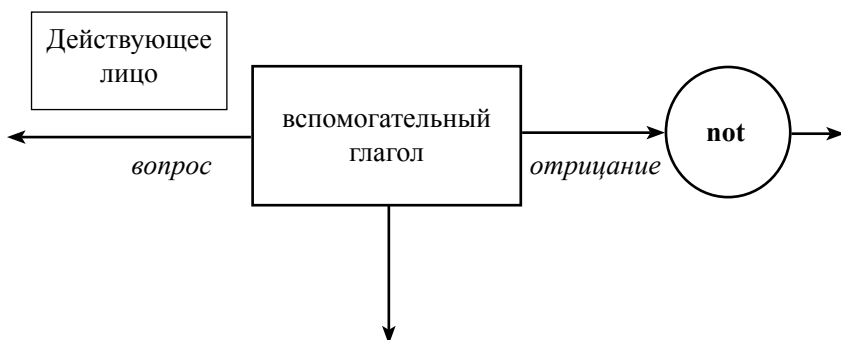 Действующее
лицо
вспомогательный
глагол
not
вопрос
отрицание